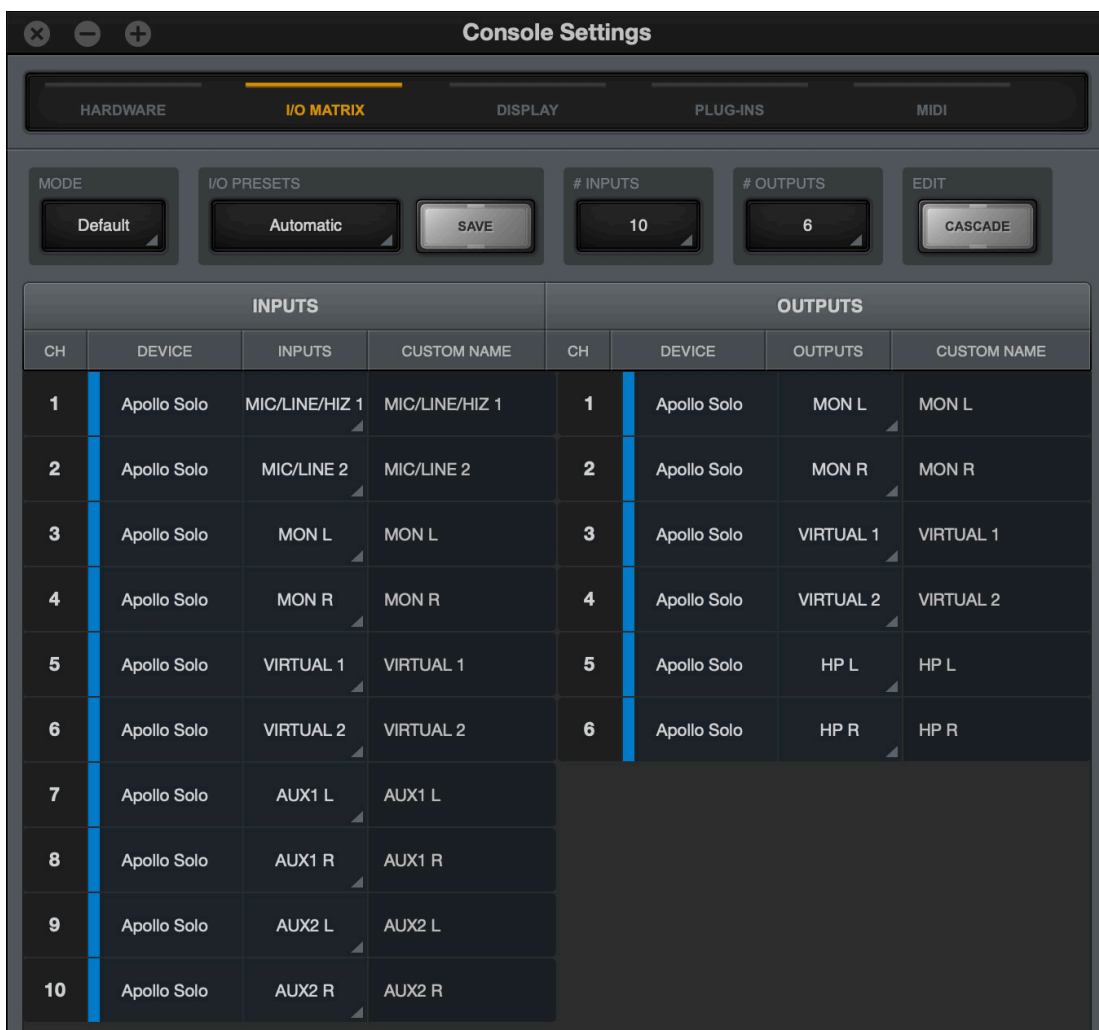 Console Settings
HARDWARE I/O MATRIX DISPLAY PLUG-INS MIDI
MODE I/O PRESETS # INPUTS # OUTPUTS EDIT
Default Automatic SAVE 10 6 CASCADE
INPUTS OUTPUTS
CH DEVICE INPUTS CUSTOM NAME CH DEVICE OUTPUTS CUSTOM NAME
1 Apollo Solo MIC/LINE/HIZ 1 MIC/LINE/HIZ 1 1 Apollo Solo MON L MON L
2 Apollo Solo MIC/LINE 2 MIC/LINE 2 2 Apollo Solo MON R MON R
3 Apollo Solo MON L MON L 3 Apollo Solo VIRTUAL 1 VIRTUAL 1
4 Apollo Solo MON R MON R 4 Apollo Solo VIRTUAL 2 VIRTUAL 2
5 Apollo Solo VIRTUAL 1 VIRTUAL 1 5 Apollo Solo HP L HP L
6 Apollo Solo VIRTUAL 2 VIRTUAL 2 6 Apollo Solo HP R HP R
7 Apollo Solo AUX1 L AUX1 L
8 Apollo Solo AUX1 R AUX1 R
9 Apollo Solo AUX2 L AUX2 L
10 Apollo Solo AUX2 R AUX2 R